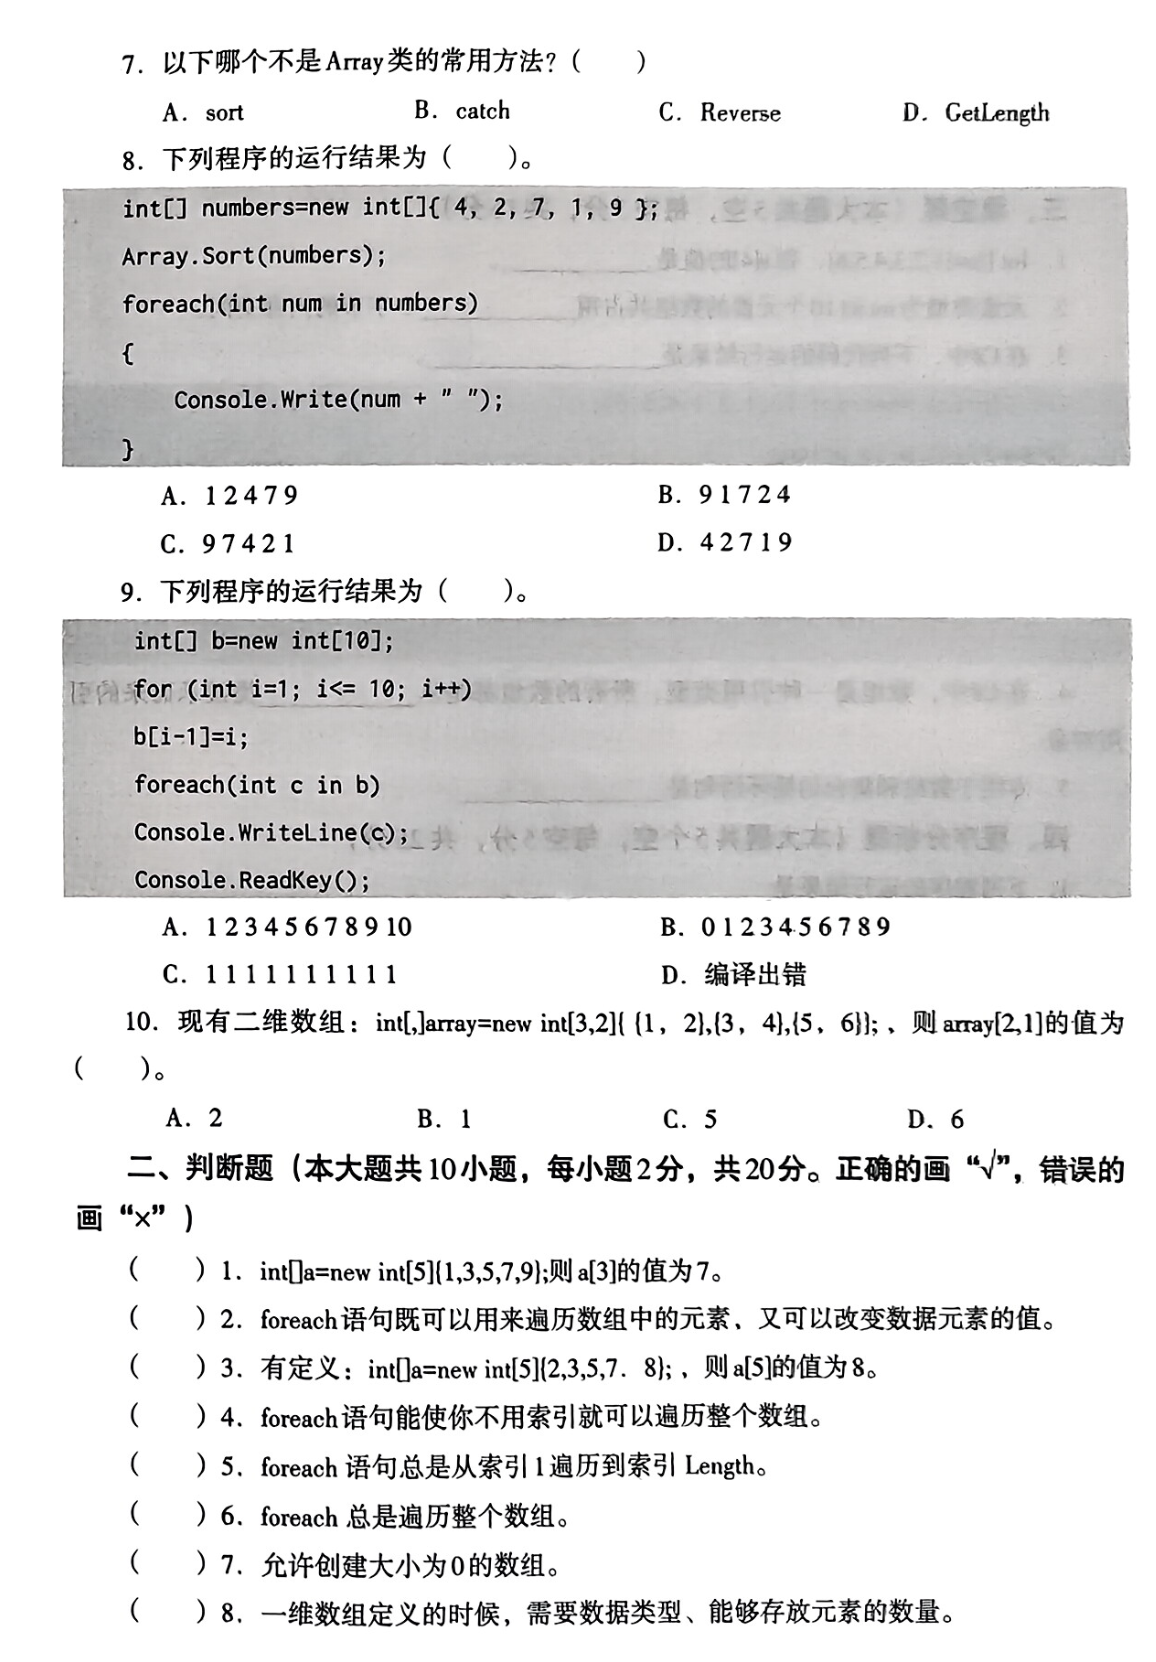 7. 以下哪个不是Array类的常用方法?(  )
A. sort B. catch C. Reverse D. GetLength
8. 下列程序的运行结果为(  )。
int[] numbers=new int[]{ 4, 2, 7, 1, 9 };
Array.Sort(numbers);
foreach(int num in numbers)
{
Console.Write(num + " ");
}
A. 1 2 4 7 9 B. 9 1 7 2 4
C. 9 7 4 2 1 D. 4 2 7 1 9
9. 下列程序的运行结果为(  )。
int[] b=new int[10];
for (int i=1; i<= 10; i++)
b[i-1]=i;
foreach(int c in b)
Console.WriteLine(c);
Console.ReadKey();
A. 1 2 3 4 5 6 7 8 9 10 B. 0 1 2 3 4 5 6 7 8 9
C. 1 1 1 1 1 1 1 1 1 1 D. 编译出错
10. 现有二维数组：int[,]array=new int[3,2]{ {1，2},{3，4},{5，6}};、则array[2,1]的值为
(  )。
A. 2 B. 1 C. 5 D、6
二、判断题（本大题共10小题，每小题2分，共20分。正确的画“√”，错误的
画“×”）
(  ) 1. int[]a=new int[5]{1,3,5,7,9};则a[3]的值为7。
(  ) 2. foreach语句既可以用来遍历数组中的元素、又可以改变数据元素的值。
(  ) 3. 有定义：int[]a=new int[5]{2,3,5,7. 8};，则a[5]的值为8。
(  ) 4. foreach语句能使你不用索引就可以遍历整个数组。
(  ) 5. foreach 语句总是从索引1遍历到索引 Length。
(  ) 6. foreach 总是遍历整个数组。
(  ) 7. 允许创建大小为0的数组。
(  ) 8. 一维数组定义的时候，需要数据类型、能够存放元素的数量。